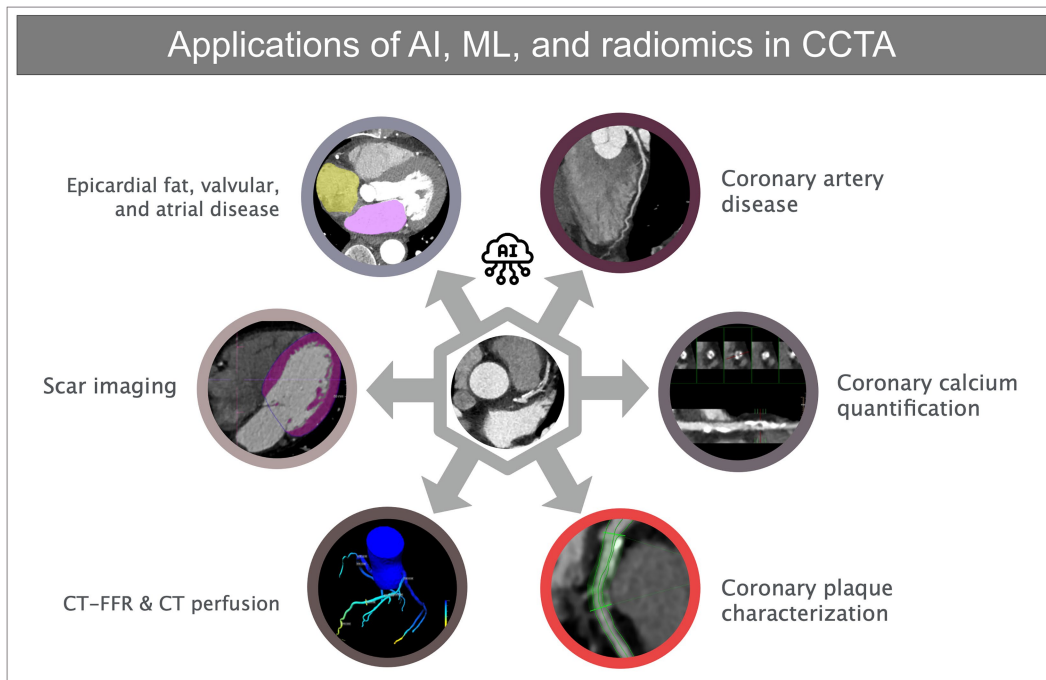 Applications of AI, ML, and radiomics in CCTA
Epicardial fat, valvular,
and atrial disease
Coronary artery
disease
AI
Scar imaging
Coronary calcium
quantification
CT-FFR & CT perfusion
Coronary plaque
characterization